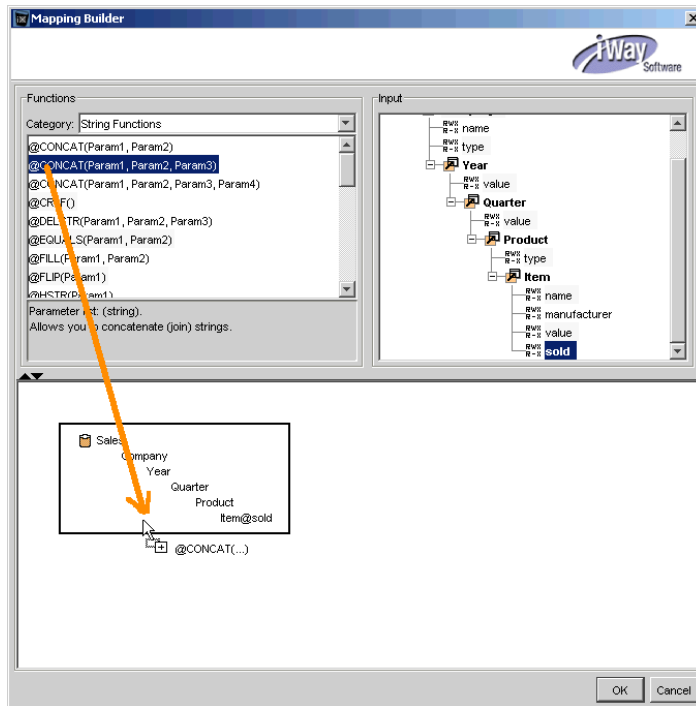 Mapping Builder
iWay
Software
Functions
Category: String Functions
@CONCAT(Param1, Param2)
@CONCAT(Param1, Param2, Param3)
@CONCAT(Param1, Param2, Param3, Param4)
@CRLF()
@DELSTR(Param1, Param2, Param3)
@EQUALS(Param1, Param2)
@FILL(Param1, Param2)
@FLIP(Param1)
@HSTR(Param1)
Parameter list: (string).
Allows you to concatenate (join) strings.
Input
name
type
Year
value
Quarter
value
Product
type
Item
name
manufacturer
value
sold
Sales
Company
Year
Quarter
Product
Item@sold
@CONCAT(...)
OK
Cancel